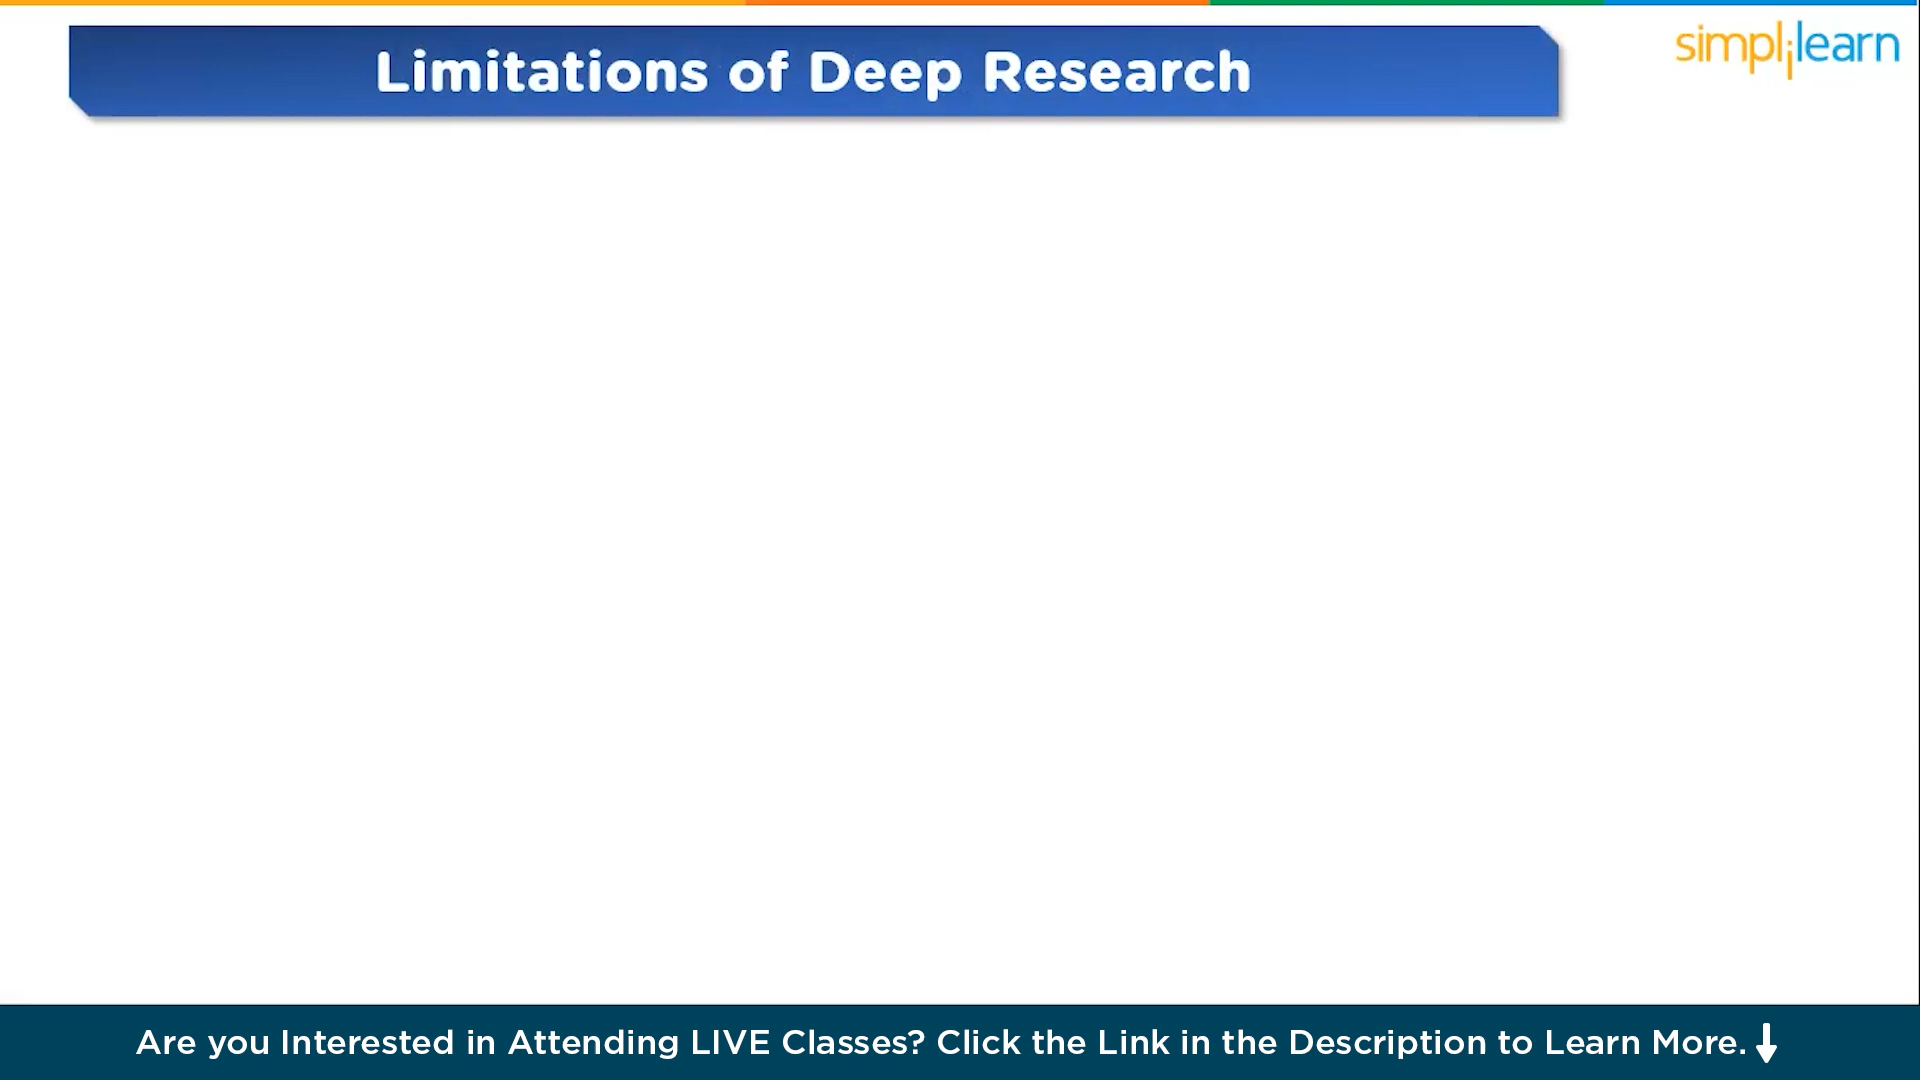 Limitations of Deep Research
simplilearn
Are you Interested in Attending LIVE Classes? Click the Link in the Description to Learn More.